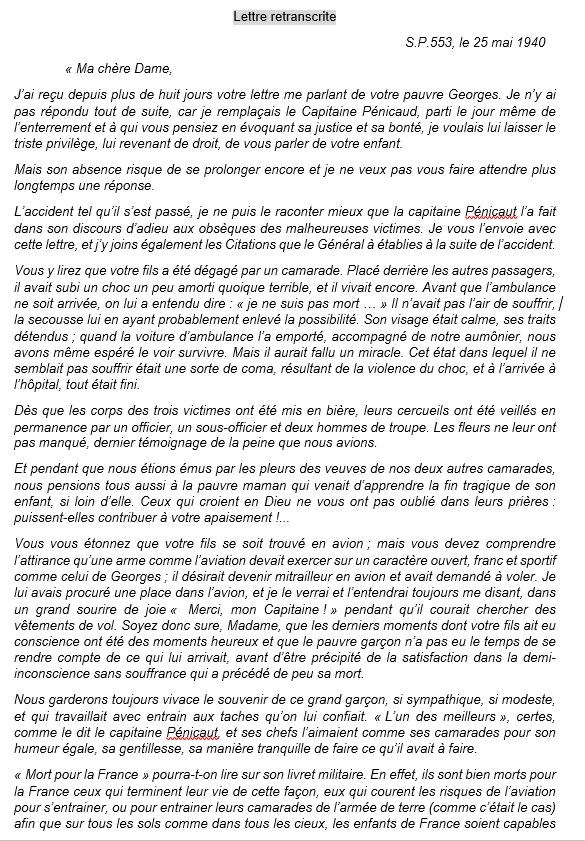 Lettre retranscrite
S.P.553, le 25 mai 1940
« Ma chère Dame,
J’ai reçu depuis plus de huit jours votre lettre me parlant de votre pauvre Georges. Je n’y ai
pas répondu tout de suite, car je remplaçais le Capitaine Pénicaud, parti le jour même de
l’enterrement et à qui vous pensiez en évoquant sa justice et sa bonté, je voulais lui laisser le
triste privilège, lui revenant de droit, de vous parler de votre enfant.
Mais son absence risque de se prolonger encore et je ne veux pas vous faire attendre plus
longtemps une réponse.
L’accident tel qu’il s’est passé, je ne puis le raconter mieux que la capitaine Pénicaut l’a fait
dans son discours d’adieu aux obsèques des malheureuses victimes. Je vous l’envoie avec
cette lettre, et j’y joins également les Citations que le Général à établies à la suite de l’accident.
Vous y lirez que votre fils a été dégagé par un camarade. Placé derrière les autres passagers,
il avait subi un choc un peu amorti quoique terrible, et il vivait encore. Avant que l’ambulance
ne soit arrivée, on lui a entendu dire : « je ne suis pas mort … » Il n’avait pas l’air de souffrir,
la secousse lui en ayant probablement enlevé la possibilité. Son visage était calme, ses traits
détendus ; quand la voiture d’ambulance l’a emporté, accompagné de notre aumônier, nous
avons même espéré le voir survivre. Mais il aurait fallu un miracle. Cet état dans lequel il ne
semblait pas souffrir était une sorte de coma, résultant de la violence du choc, et à l’arrivée à
l’hôpital, tout était fini.
Dès que les corps des trois victimes ont été mis en bière, leurs cercueils ont été veillés en
permanence par un officier, un sous-officier et deux hommes de troupe. Les fleurs ne leur ont
pas manqué, dernier témoignage de la peine que nous avions.
Et pendant que nous étions émus par les pleurs des veuves de nos deux autres camarades,
nous pensions tous aussi à la pauvre maman qui venait d’apprendre la fin tragique de son
enfant, si loin d’elle. Ceux qui croient en Dieu ne vous ont pas oublié dans leurs prières :
puissent-elles contribuer à votre apaisement !...
Vous vous étonnez que votre fils se soit trouvé en avion ; mais vous devez comprendre
l’attirance qu’une arme comme l’aviation devait exercer sur un caractère ouvert, franc et sportif
comme celui de Georges ; il désirait devenir mitrailleur en avion et avait demandé à voler. Je
lui avais procuré une place dans l’avion, et je le verrai et l’entendrai toujours me disant, dans
un grand sourire de joie « Merci, mon Capitaine ! » pendant qu’il courait chercher des
vêtements de vol. Soyez donc sure, Madame, que les derniers moments dont votre fils ait eu
conscience ont été des moments heureux et que le pauvre garçon n’a pas eu le temps de se
rendre compte de ce qui lui arrivait, avant d’être précipité de la satisfaction dans la demi-
inconscience sans souffrance qui a précédé de peu sa mort.
Nous garderons toujours vivace le souvenir de ce grand garçon, si sympathique, si modeste,
et qui travaillait avec entrain aux taches qu’on lui confiait. « L’un des meilleurs », certes,
comme le dit le capitaine Pénicaut, et ses chefs l’aimaient comme ses camarades pour son
humeur égale, sa gentillesse, sa manière tranquille de faire ce qu’il avait à faire.
« Mort pour la France » pourra-t-on lire sur son livret militaire. En effet, ils sont bien morts pour
la France ceux qui terminent leur vie de cette façon, eux qui courent les risques de l’aviation
pour s’entrainer, ou pour entrainer leurs camarades de l’armée de terre (comme c’était le cas)
afin que sur tous les sols comme dans tous les cieux, les enfants de France soient capables